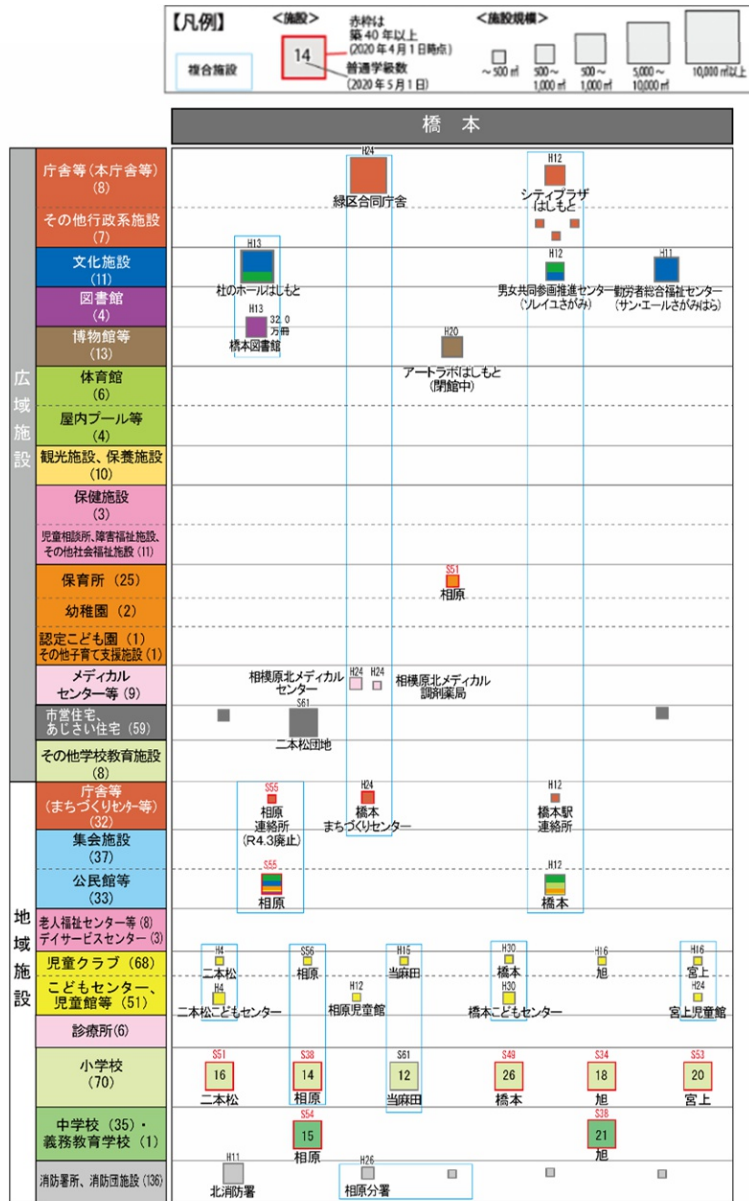 【凡例】
<施設>
赤枠は
築40年以上
(2020年4月1日時点)
<施設規模>
複合施設
14
普通学級数
(2020年5月1日)
～500㎡
500～
1,000㎡
500～
1,000㎡
5,000～
10,000㎡
10,000㎡以上
橋本
広域施設
庁舎等(本庁舎等)
(8)
H24
緑区合同庁舎
H12
シティプラザ
はしもと
その他行政系施設
(7)
文化施設
(11)
H13
杜のホールはしもと
H12
男女共同参画推進センター
(ソレイユさがみ)
H11
勤労者総合福祉センター
(サン・エールさがみはら)
図書館
(4)
H13
32.0
万冊
橋本図書館
博物館等
(13)
H20
アートラボはしもと
(閉館中)
体育館
(6)
屋内プール等
(4)
観光施設、保養施設
(10)
保健施設
(3)
児童相談所、障害福祉施設、
その他社会福祉施設(11)
保育所(25)
S51
相原
幼稚園(2)
認定こども園(1)
その他子育て支援施設(1)
メディカル
センター等(9)
相模原北メディカル
センター
H24
H24
相模原北メディカル
調剤薬局
市営住宅、
あじさい住宅(59)
S61
二本松団地
その他学校教育施設
(8)
地域施設
庁舎等
(まちづくりセンター等)
(32)
S55
相原
連絡所
(R4.3廃止)
H24
橋本
まちづくりセンター
H12
橋本駅
連絡所
集会施設
(37)
公民館等
(33)
S55
相原
H12
橋本
老人福祉センター等(8)
デイサービスセンター(3)
児童クラブ(68)
H4
二本松
S56
相原
H15
当麻田
H30
橋本
H16
旭
H16
宮上
こどもセンター、
児童館等(51)
H4
二本松こどもセンター
H12
相原児童館
H30
橋本こどもセンター
H24
宮上児童館
診療所(6)
小学校
(70)
S51
16
二本松
S38
14
相原
S61
12
当麻田
S49
26
橋本
S34
18
旭
S53
20
宮上
中学校(35)・
義務教育学校(1)
S54
15
相原
S38
21
旭
消防署所、消防団施設(136)
H11
北消防署
H26
相原分署